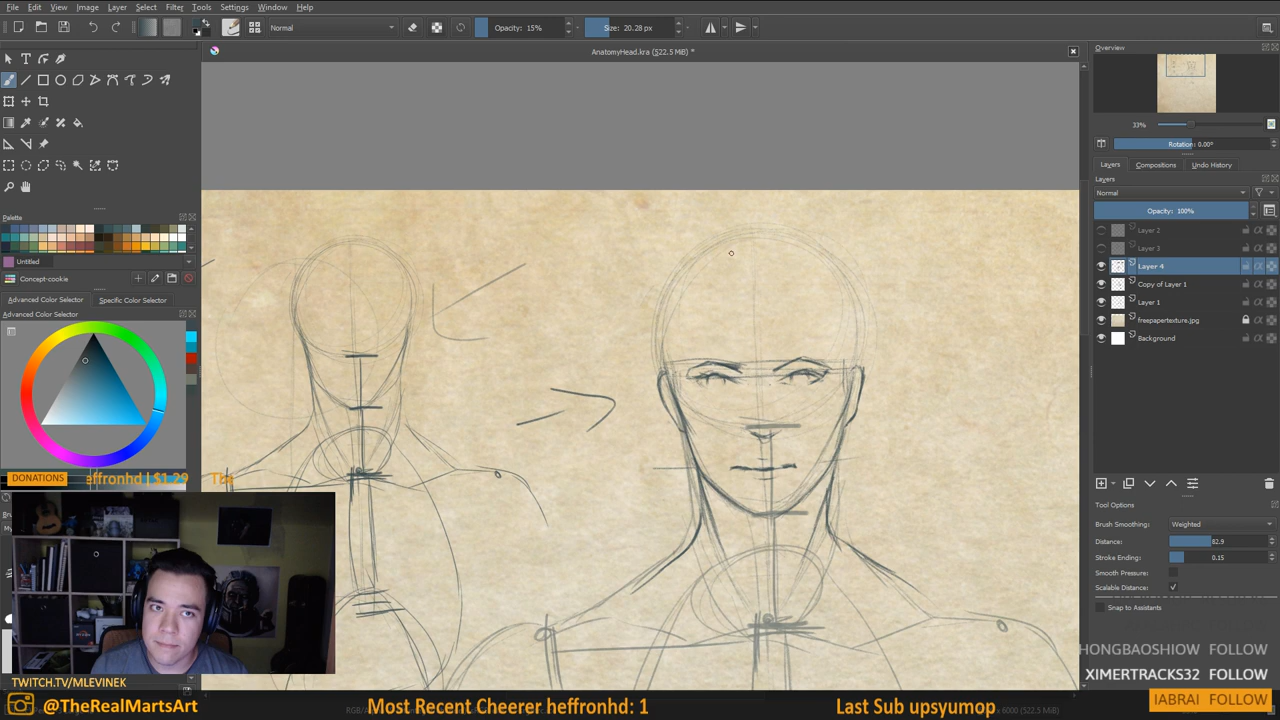 File Edit View Image Layer Select Filter Tools Settings Window Help
Normal
Opacity: 15%
Size: 20.28 px
AnatomyHead.kra (522.5 MiB) *
Overview
33%
Rotation: 0.00°
Layers Compositions Undo History
Layers
Normal
Opacity: 100%
Layer 2
Layer 3
Layer 4
Copy of Layer 1
Layer 1
freepapertexture.jpg
Background
Palette
Untitled
Concept-cookie
Advanced Color Selector Specific Color Selector
Advanced Color Selector
DONATIONS effronhd | $1.29 The
Tool Options
Brush Smoothing: Weighted
Distance: 82.9
Stroke Ending: 0.15
Smooth Pressure:
Scalable Distance:
Snap to Assistants
HONGBAOSHIOW FOLLOW
XIMERTRACKS32 FOLLOW
IABRAI FOLLOW
TWITCH.TV/MLEVINEK
@TheRealMartsArt
Most Recent Cheerer heffronhd: 1
Last Sub upsyumop